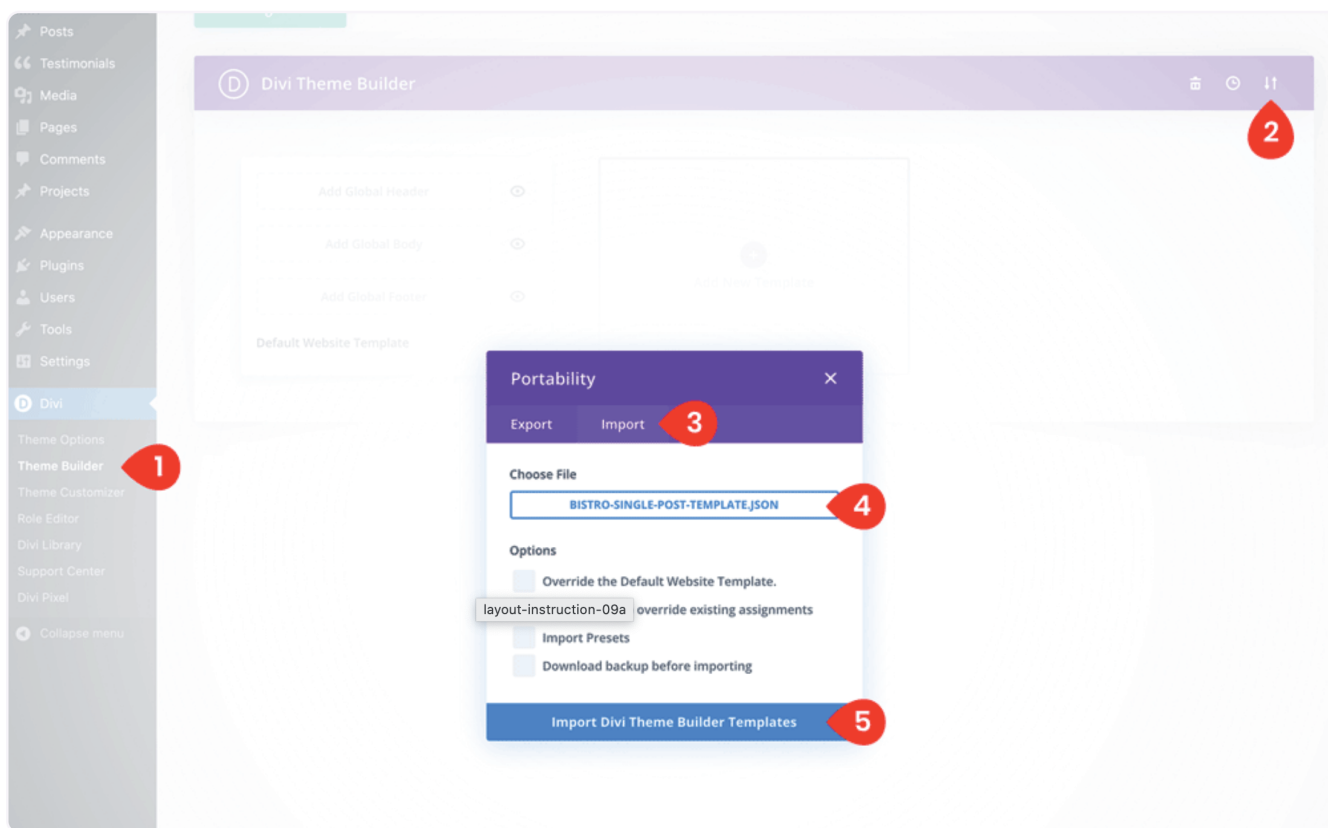 Posts
Testimonials
Media
Pages
Comments
Projects
Appearance
Plugins
Users
Tools
Settings
Divi
Theme Options
Theme Builder
1
Theme Customizer
Role Editor
Divi Library
Support Center
Divi Pixel
Collapse menu
D Divi Theme Builder
2
Add Global Header
Add Global Body
Add Global Footer
Default Website Template
Add New Template
Portability
Export Import
3
Choose File
BISTRO-SINGLE-POST-TEMPLATE.JSON
4
Options
Override the Default Website Template.
layout-instruction-09a override existing assignments
Import Presets
Download backup before importing
Import Divi Theme Builder Templates
5